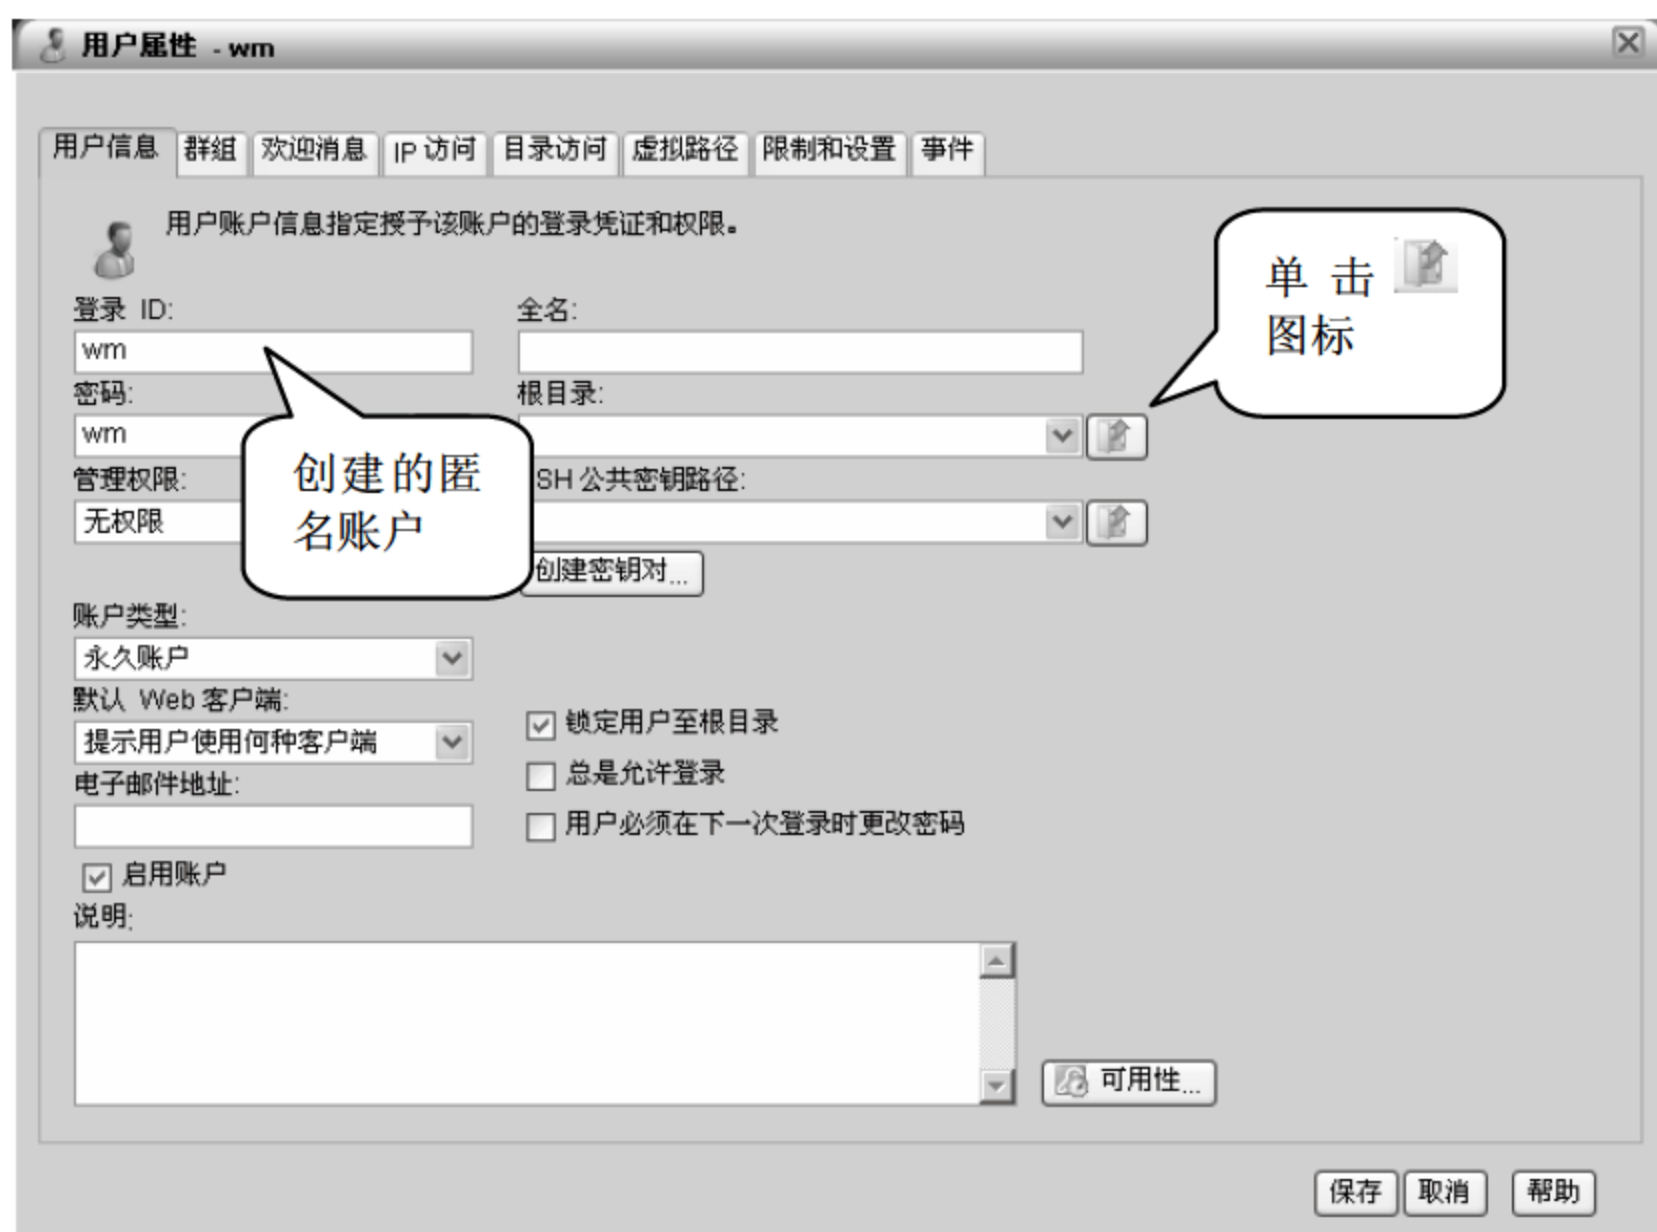 用户属性 - wm
用户信息 群组 欢迎消息 IP 访问 目录访问 虚拟路径 限制和设置 事件
用户账户信息指定授予该账户的登录凭证和权限。
单击
图标
登录 ID:
全名:
wm
密码:
根目录:
wm
创建的匿
名账户
管理权限:
SH 公共密钥路径:
无权限
创建密钥对...
账户类型:
永久账户
默认 Web 客户端:
提示用户使用何种客户端
锁定用户至根目录
总是允许登录
电子邮件地址:
用户必须在下一次登录时更改密码
启用账户
说明:
可用性...
保存 取消 帮助